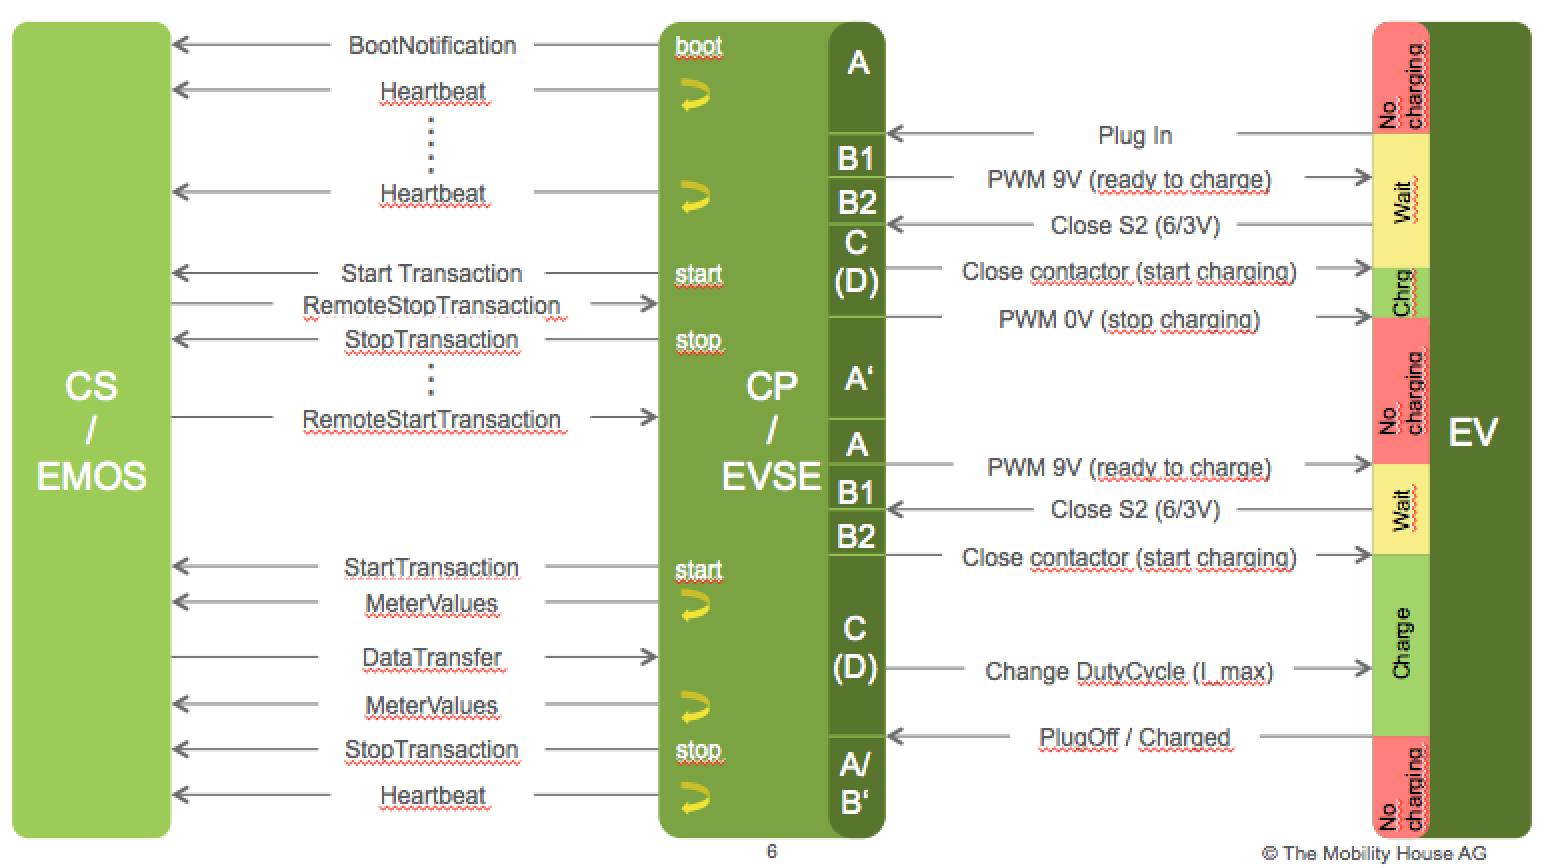 BootNotification
boot
A
No
charging
Heartbeat
Plug In
B1
PWM 9V (ready to charge)
Wait
Heartbeat
B2
Close S2 (6/3V)
C
(D)
Start Transaction
start
Close contactor (start charging)
Chrg
RemoteStopTransaction
PWM 0V (stop charging)
StopTransaction
stop
CS
/
EMOS
CP
/
EVSE
A‘
No
charging
EV
RemoteStartTransaction
A
PWM 9V (ready to charge)
B1
Close S2 (6/3V)
Wait
B2
Close contactor (start charging)
StartTransaction
start
MeterValues
C
(D)
Charge
DataTransfer
Change DutyCycle (I_max)
MeterValues
StopTransaction
stop
PlugOff / Charged
A/
B‘
No
charging
Heartbeat
6
© The Mobility House AG